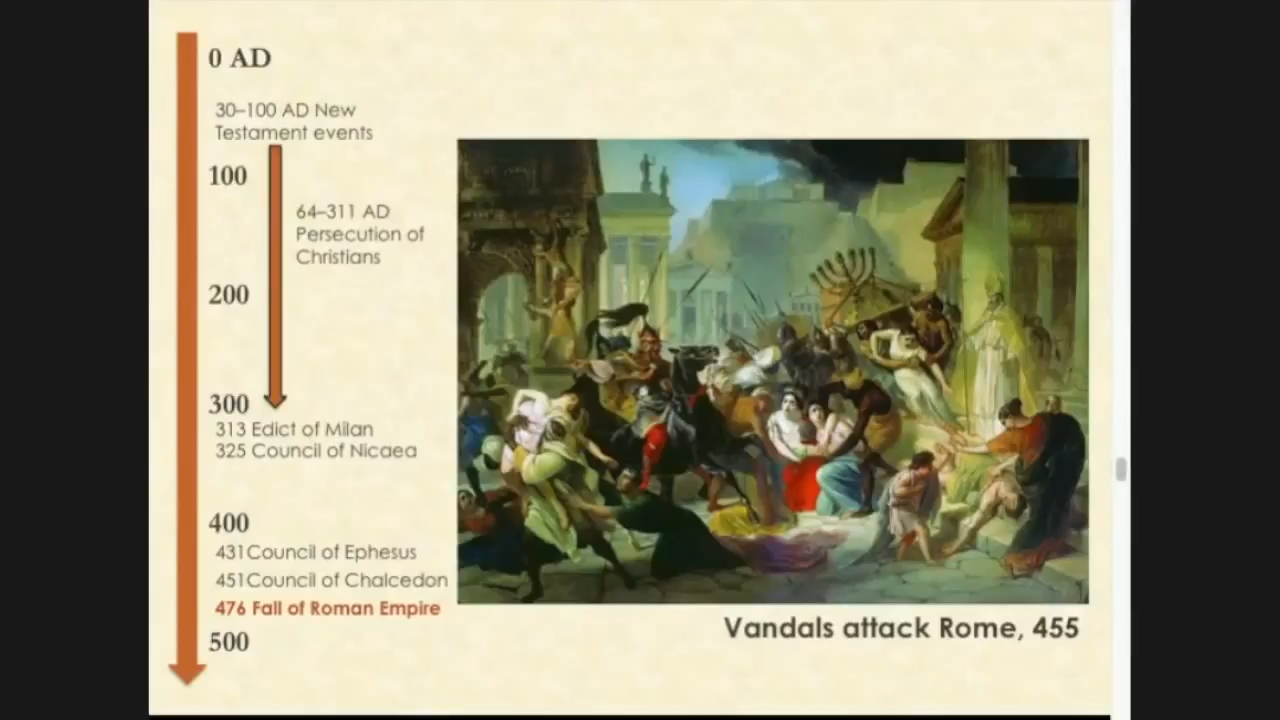 0 AD
30–100 AD New
Testament events
100
64–311 AD
Persecution of
Christians
200
300
313 Edict of Milan
325 Council of Nicaea
400
431Council of Ephesus
451Council of Chalcedon
476 Fall of Roman Empire
500
Vandals attack Rome, 455